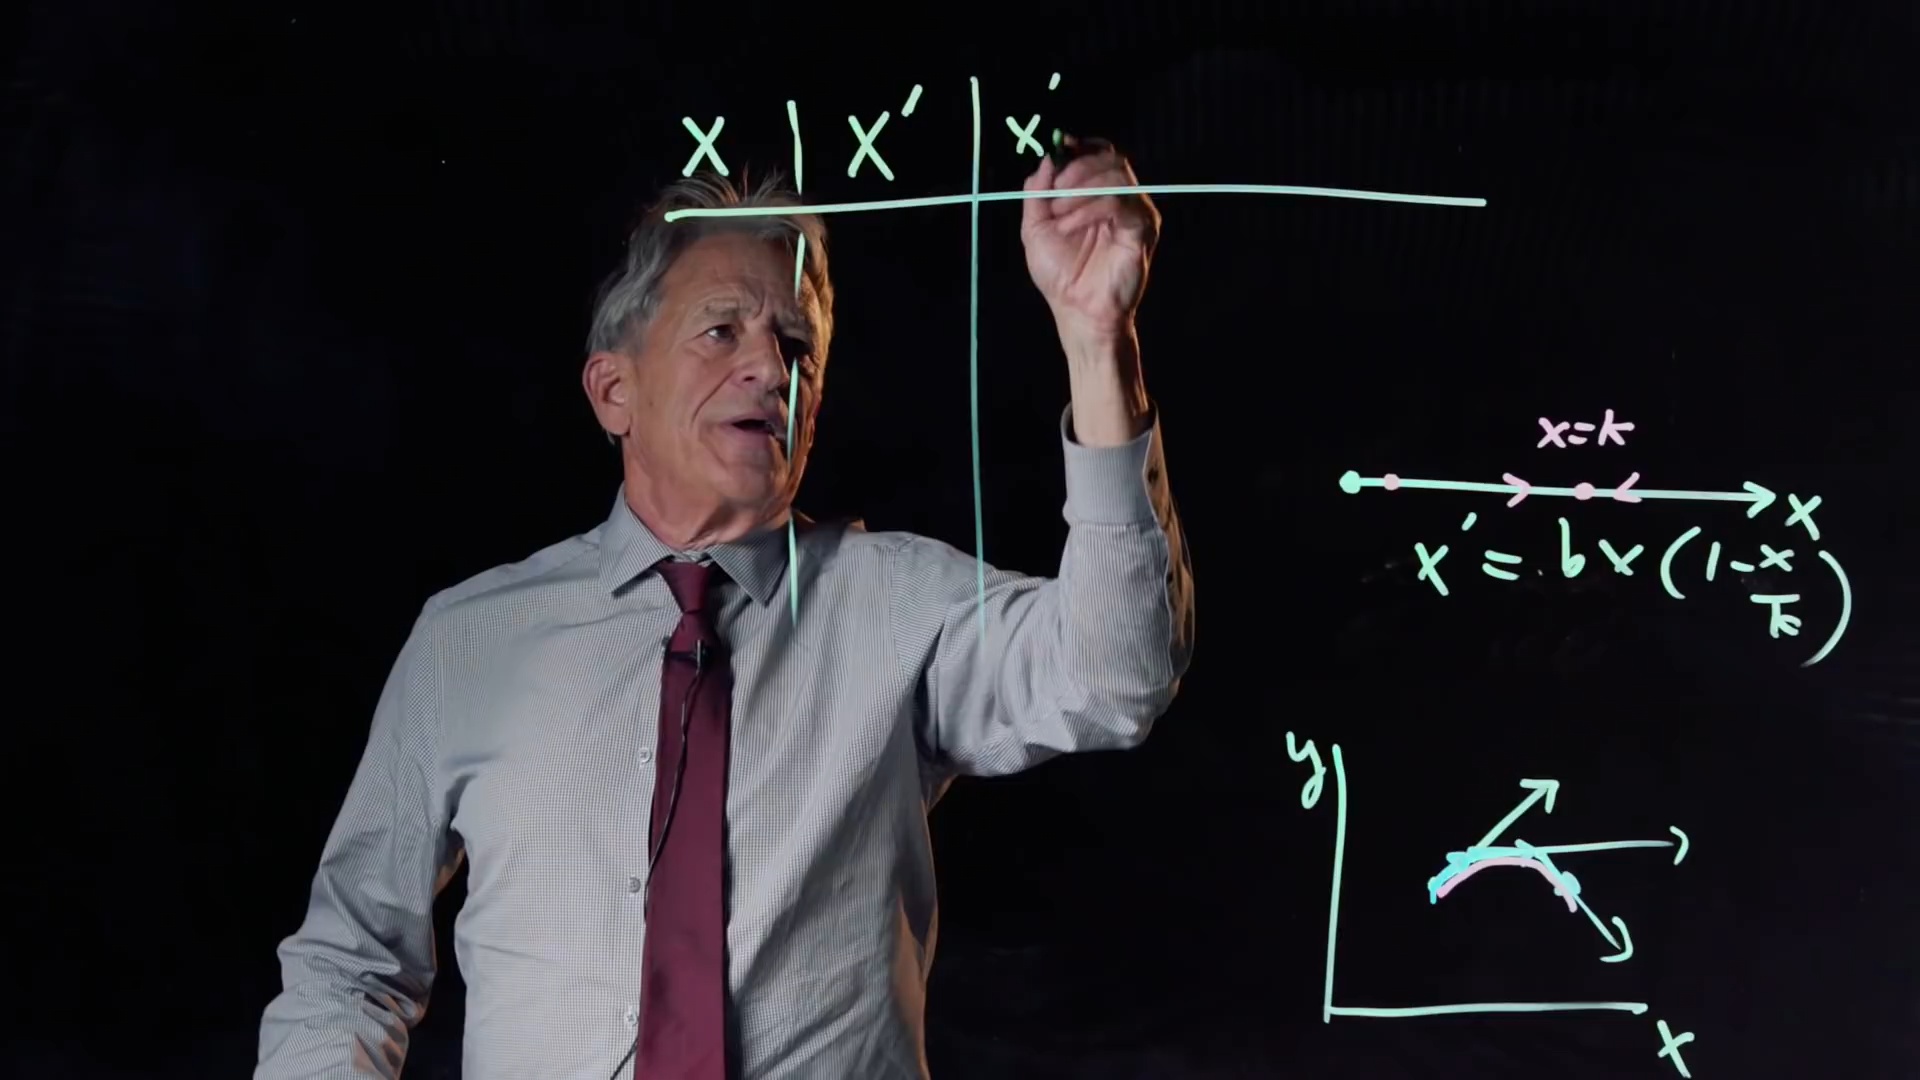 X X' x'
x=k
x
x' = bx(1-x/k)
y
x